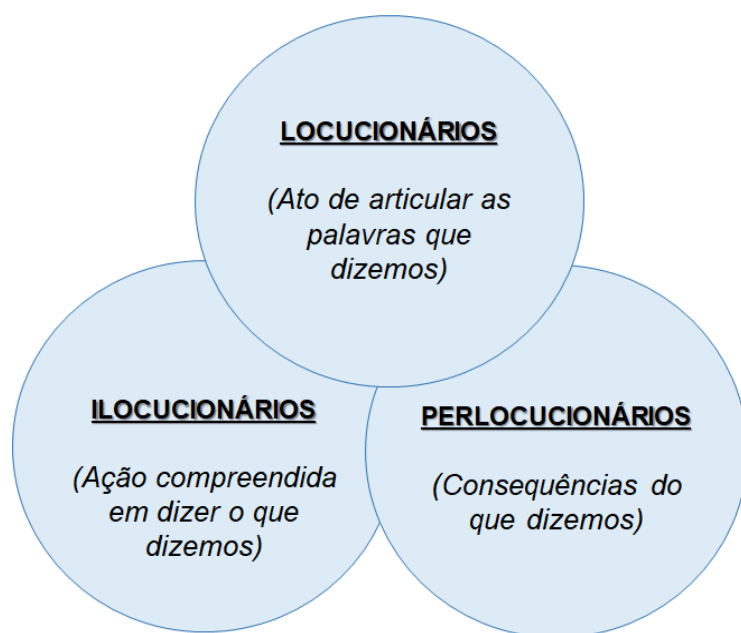 LOCUCIONÁRIOS
(Ato de articular as
palavras que
dizemos)
ILOCUCIONÁRIOS
(Ação compreendida
em dizer o que
dizemos)
PERLOCUCIONÁRIOS
(Consequências do
que dizemos)